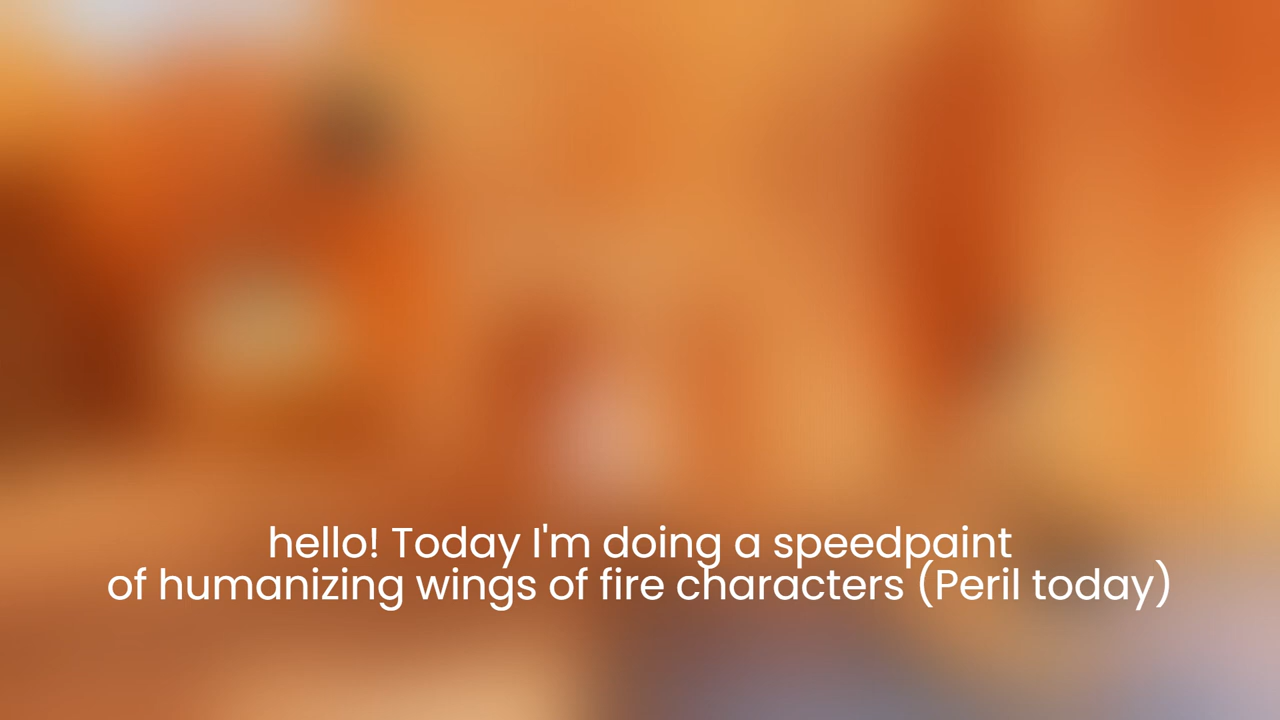 hello! Today I'm doing a speedpaint
of humanizing wings of fire characters (Peril today)